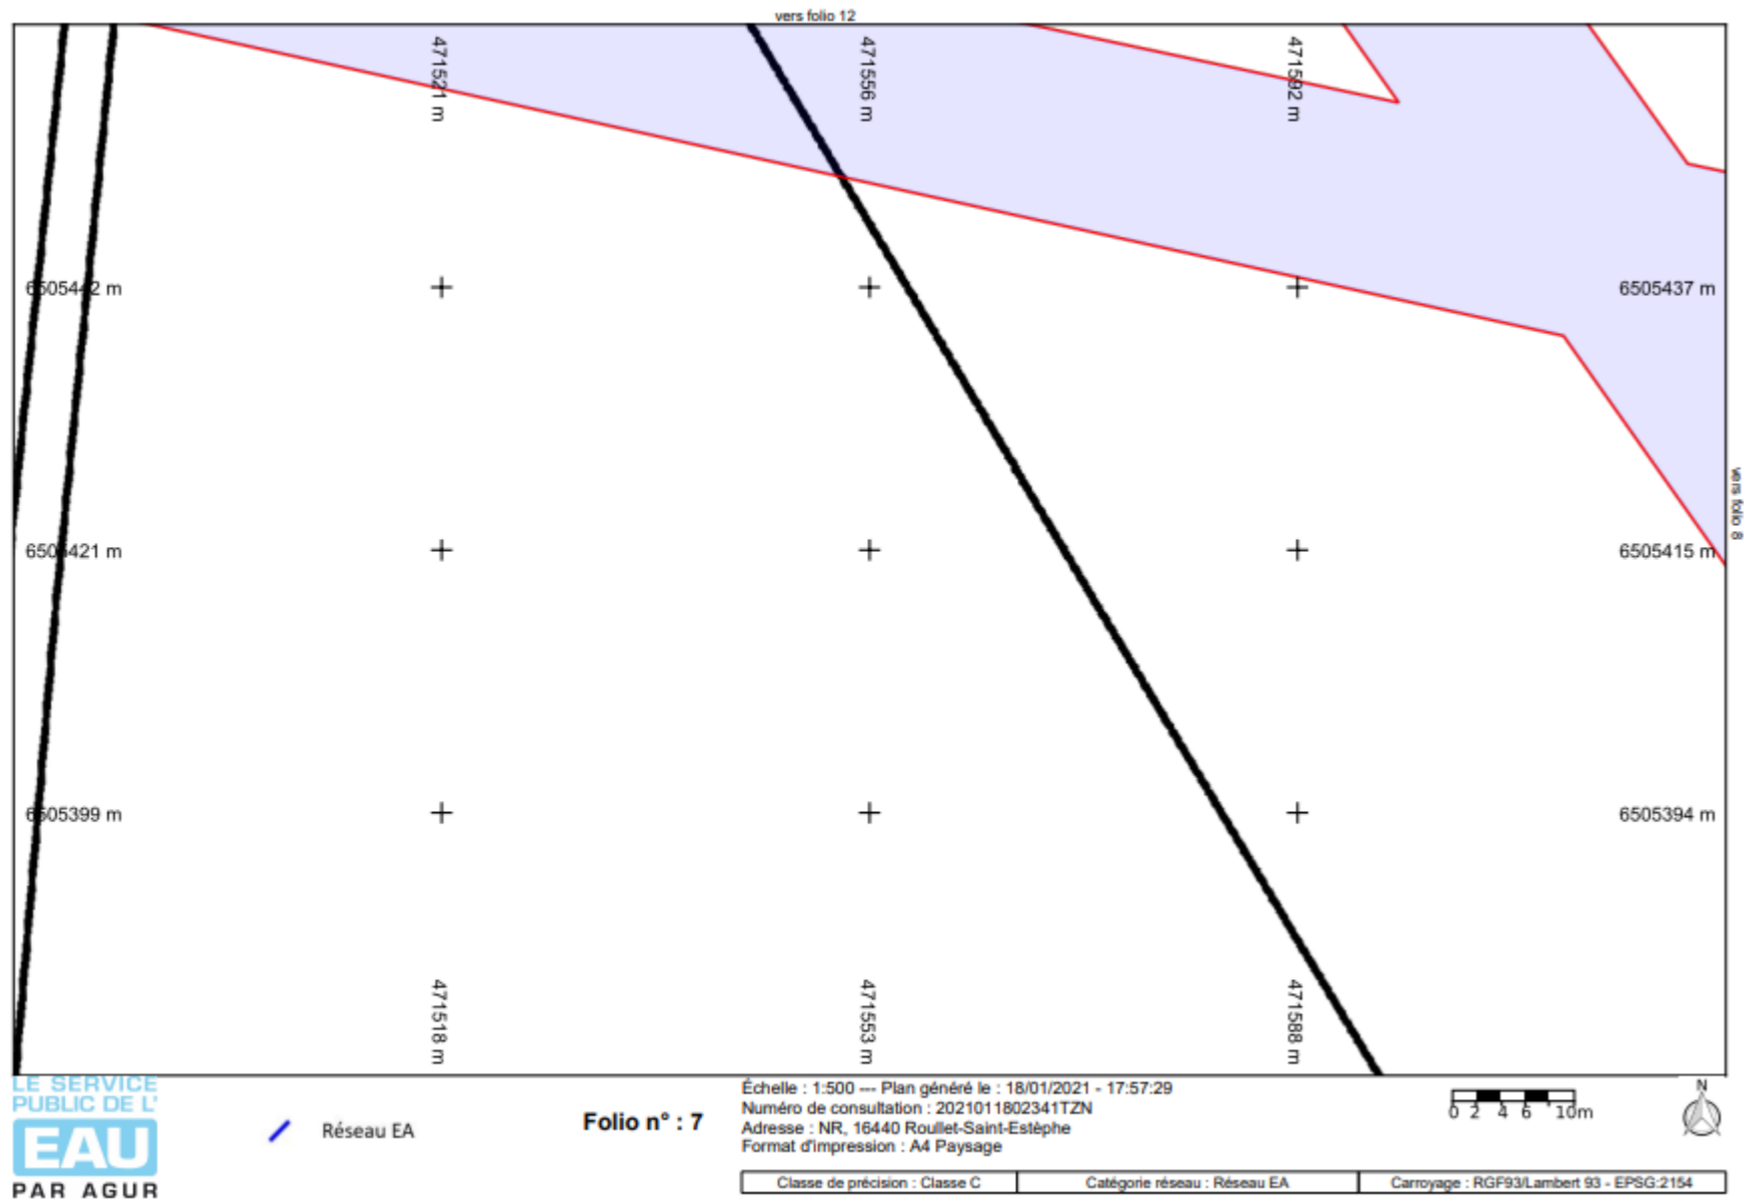 vers folio 12
471521 m
471556 m
471592 m
6505442 m
6505437 m
vers folio 8
6505421 m
6505415 m
6505399 m
6505394 m
471518 m
471553 m
471588 m
LE SERVICE
PUBLIC DE L'
EAU
PAR AGUR
Réseau EA
Folio n° : 7
Échelle : 1:500 --- Plan généré le : 18/01/2021 - 17:57:29
Numéro de consultation : 2021011802341TZN
Adresse : NR, 16440 Roullet-Saint-Estèphe
Format d'impression : A4 Paysage
Classe de précision : Classe C
Catégorie réseau : Réseau EA
Carroyage : RGF93/Lambert 93 - EPSG:2154
0 2 4 6 10m
N